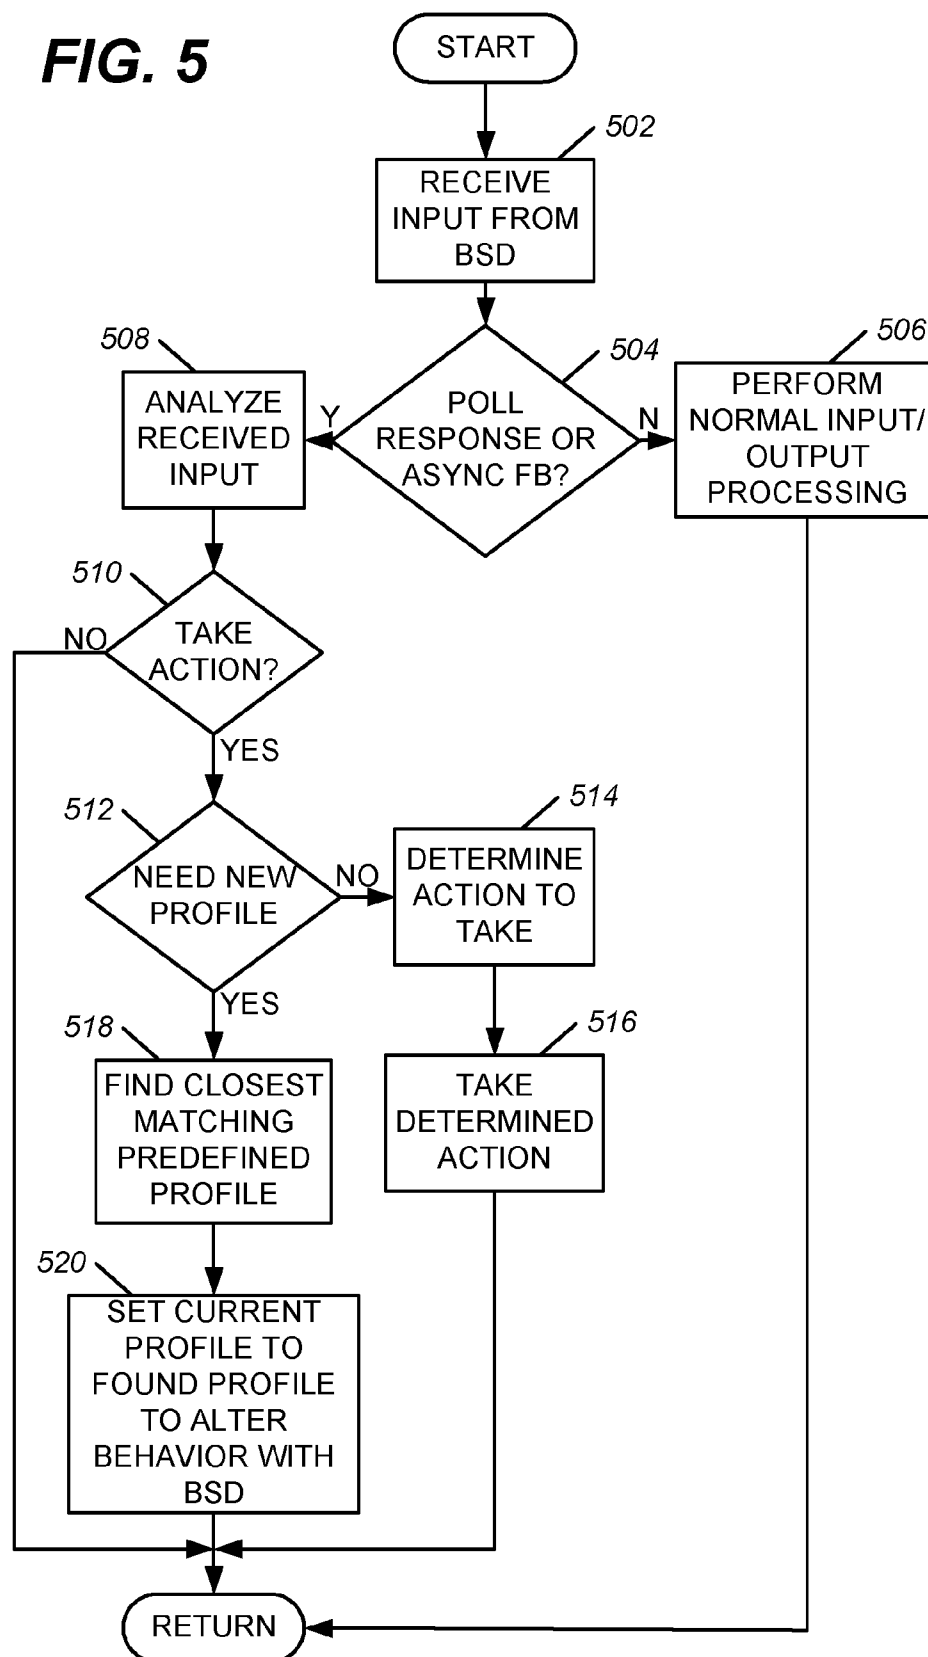 FIG. 5
START
502
RECEIVE
INPUT FROM
BSD
504
POLL
RESPONSE OR
ASYNC FB?
Y
N
506
PERFORM
NORMAL INPUT/
OUTPUT
PROCESSING
508
ANALYZE
RECEIVED
INPUT
510
TAKE
ACTION?
NO
YES
512
NEED NEW
PROFILE
NO
YES
514
DETERMINE
ACTION TO
TAKE
516
TAKE
DETERMINED
ACTION
518
FIND CLOSEST
MATCHING
PREDEFINED
PROFILE
520
SET CURRENT
PROFILE TO
FOUND PROFILE
TO ALTER
BEHAVIOR WITH
BSD
RETURN